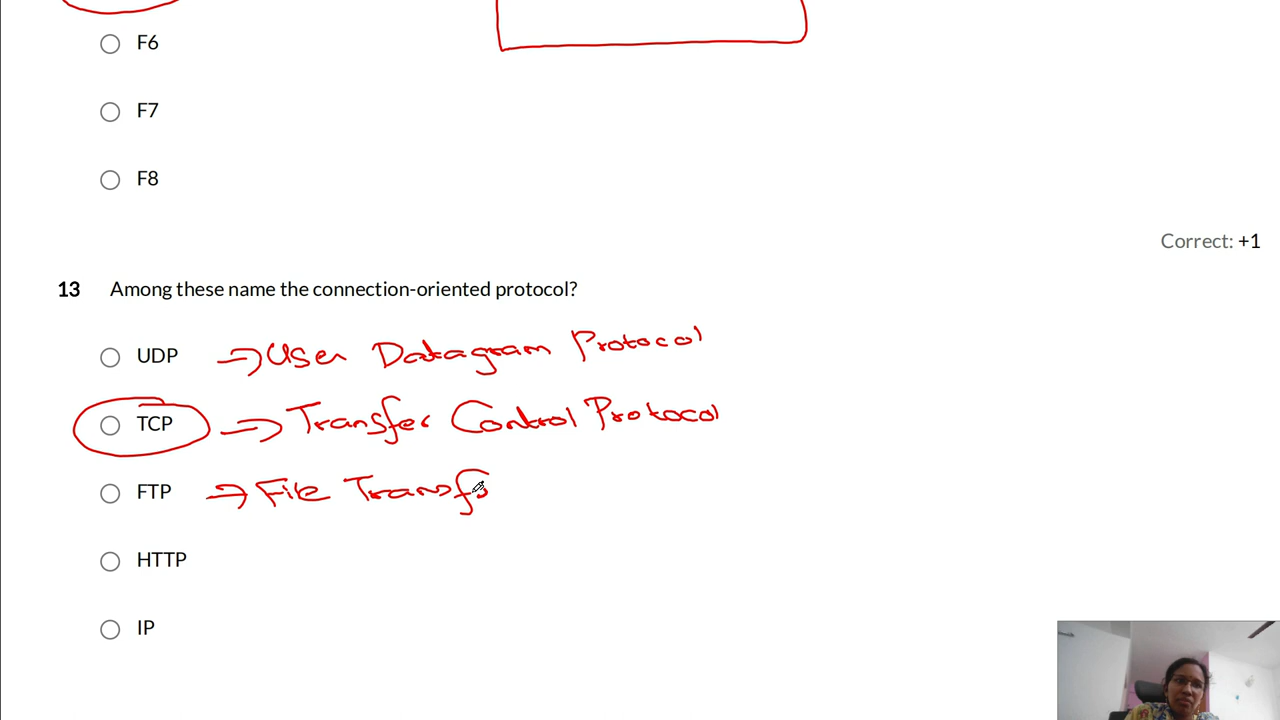 F6
F7
F8
Correct: +1
13 Among these name the connection-oriented protocol?
UDP → User Datagram Protocol
TCP → Transfer Control Protocol
FTP → File Transfe
HTTP
IP